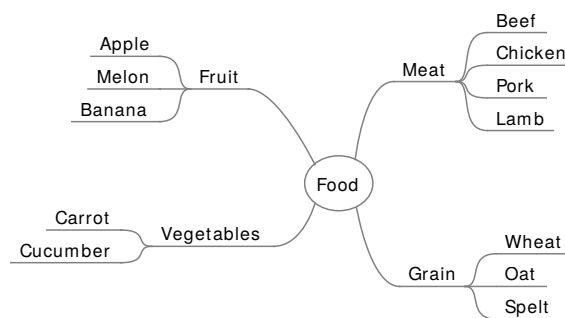 Apple
Melon
Banana
Fruit
Carrot
Cucumber
Vegetables
Food
Meat
Beef
Chicken
Pork
Lamb
Grain
Wheat
Oat
Spelt